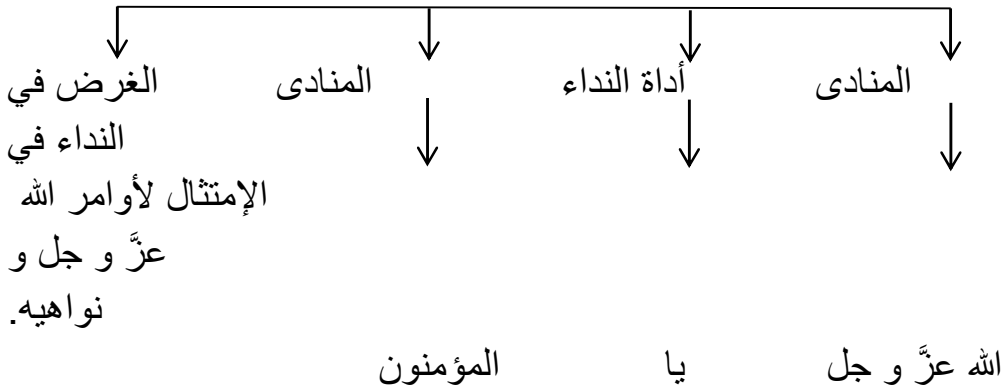 المنادى أداة النداء المنادى الغرض في
النداء في
الإمتثال لأوامر الله
عزَّ و جل و
نواهيه.
الله عزَّ و جل يا المؤمنون